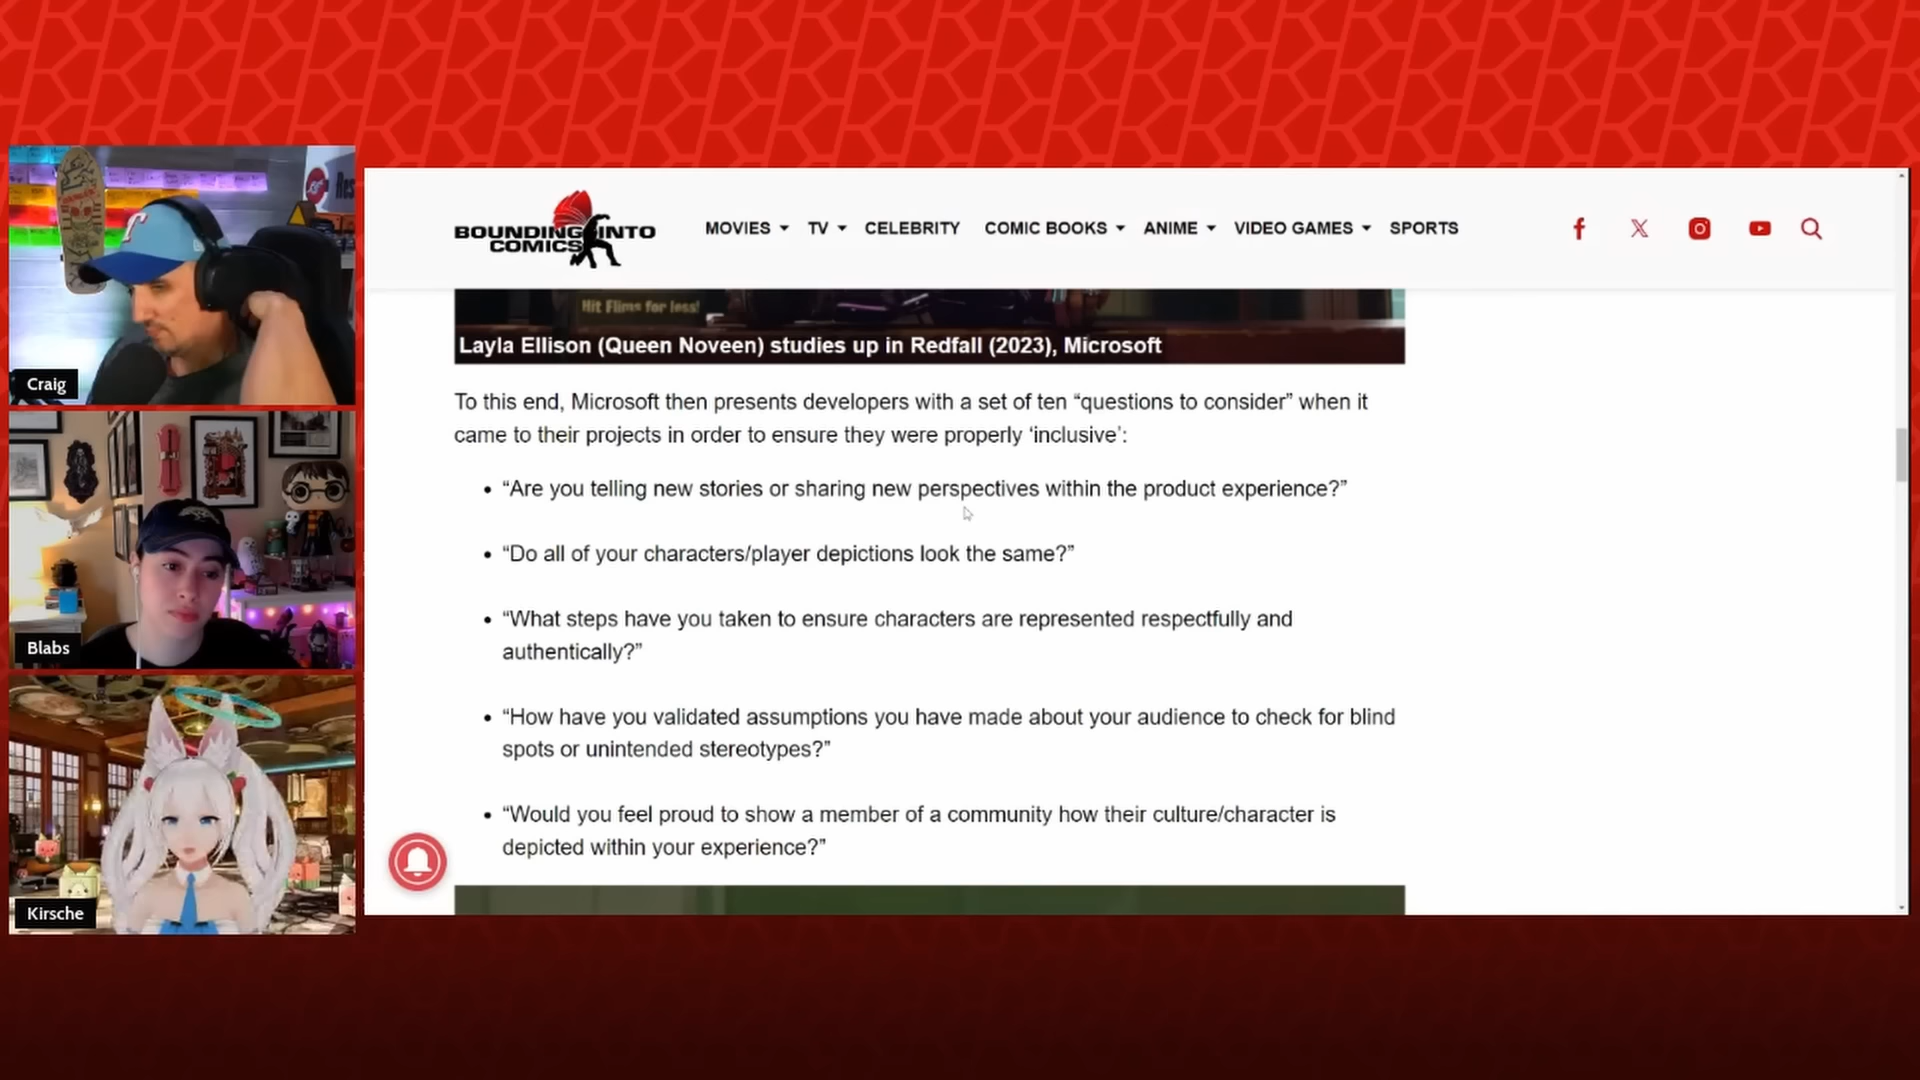 Craig
Blabs
Kirsche
BOUNDING INTO
COMICS
MOVIES
TV
CELEBRITY
COMIC BOOKS
ANIME
VIDEO GAMES
SPORTS
Hit Flims for less!
Layla Ellison (Queen Noveen) studies up in Redfall (2023), Microsoft
To this end, Microsoft then presents developers with a set of ten “questions to consider” when it
came to their projects in order to ensure they were properly ‘inclusive’:
“Are you telling new stories or sharing new perspectives within the product experience?”
“Do all of your characters/player depictions look the same?”
“What steps have you taken to ensure characters are represented respectfully and
authentically?”
“How have you validated assumptions you have made about your audience to check for blind
spots or unintended stereotypes?”
“Would you feel proud to show a member of a community how their culture/character is
depicted within your experience?”